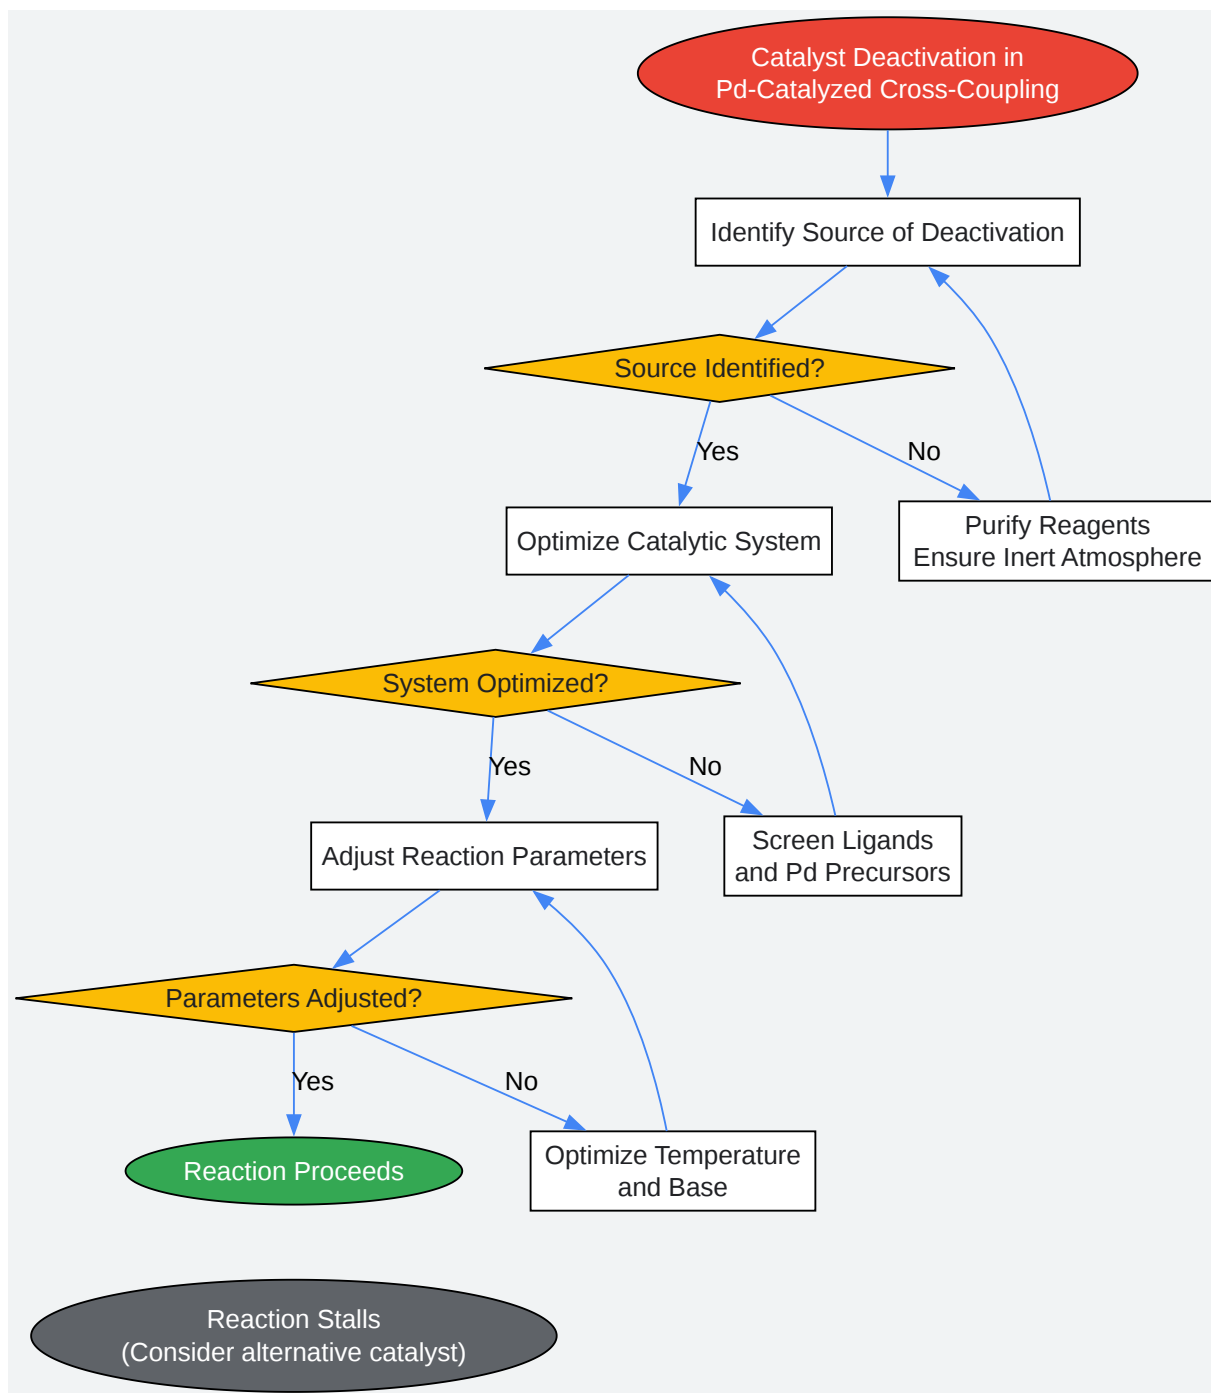 Catalyst Deactivation in
Pd-Catalyzed Cross-Coupling
Identify Source of Deactivation
Source Identified?
Yes
No
Optimize Catalytic System
Purify Reagents
Ensure Inert Atmosphere
System Optimized?
Yes
No
Adjust Reaction Parameters
Screen Ligands
and Pd Precursors
Parameters Adjusted?
Yes
No
Reaction Proceeds
Optimize Temperature
and Base
Reaction Stalls
(Consider alternative catalyst)